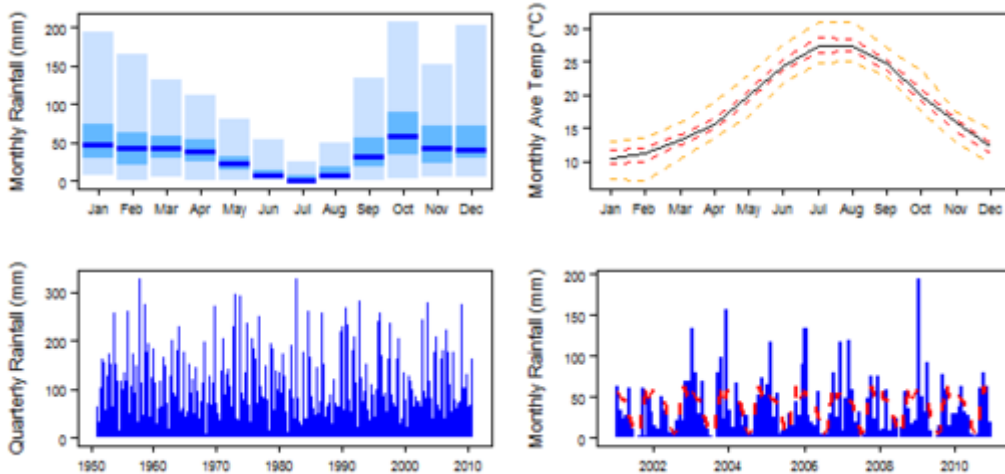 Monthly Rainfall (mm)
200
150
100
50
0
Jan Feb Mar Apr May Jun Jul Aug Sep Oct Nov Dec
Monthly Ave Temp (°C)
30
25
20
15
10
Jan Feb Mar Apr May Jun Jul Aug Sep Oct Nov Dec
Quarterly Rainfall (mm)
300
200
100
0
1950 1960 1970 1980 1990 2000 2010
Monthly Rainfall (mm)
200
150
100
50
0
2002 2004 2006 2008 2010